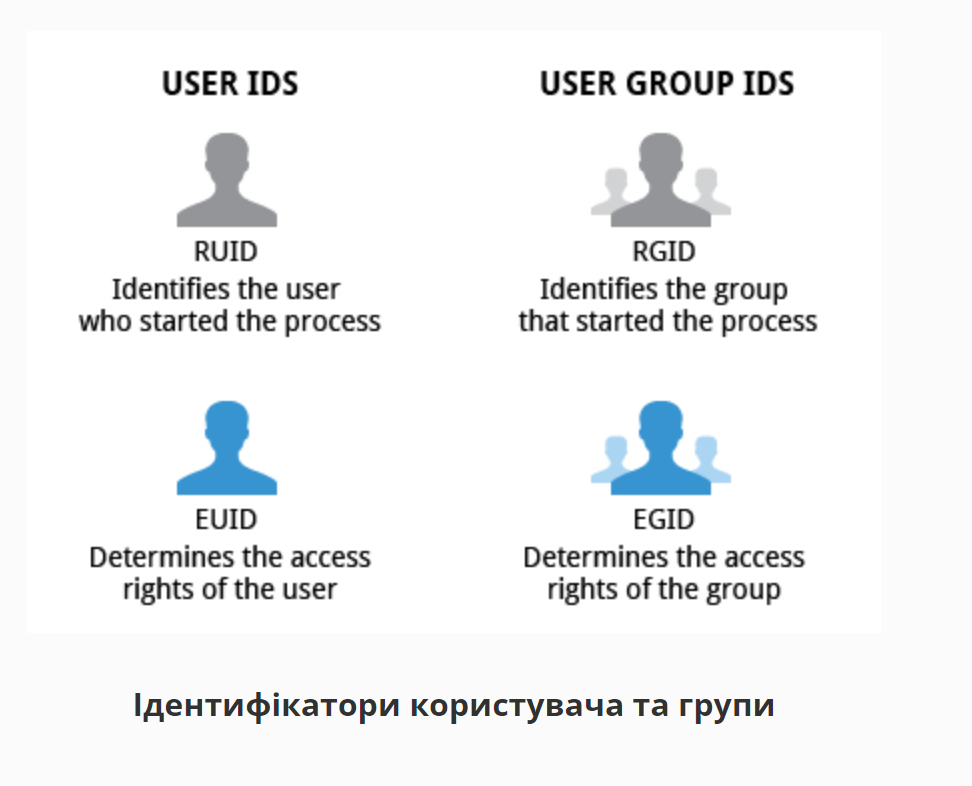 USER IDS
USER GROUP IDS
RUID
Identifies the user
who started the process
RGID
Identifies the group
that started the process
EUID
Determines the access
rights of the user
EGID
Determines the access
rights of the group
Ідентифікатори користувача та групи